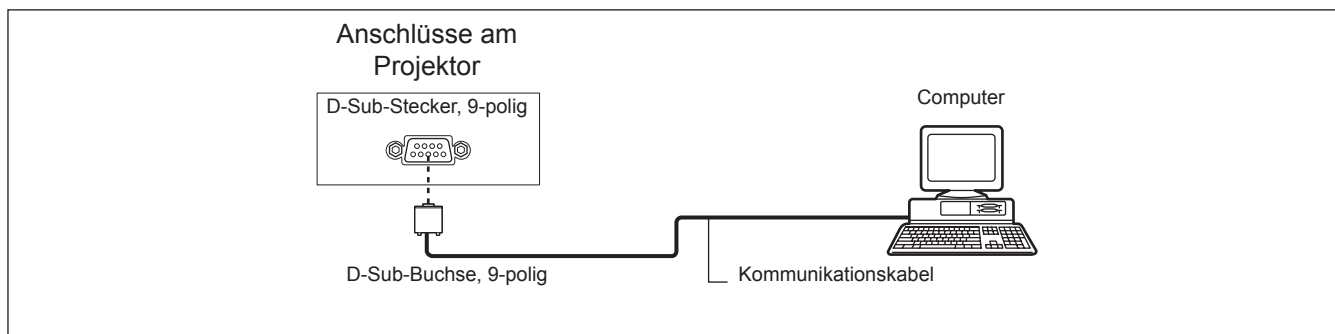 Anschlüsse am
Projektor
D-Sub-Stecker, 9-polig
Computer
D-Sub-Buchse, 9-polig
Kommunikationskabel